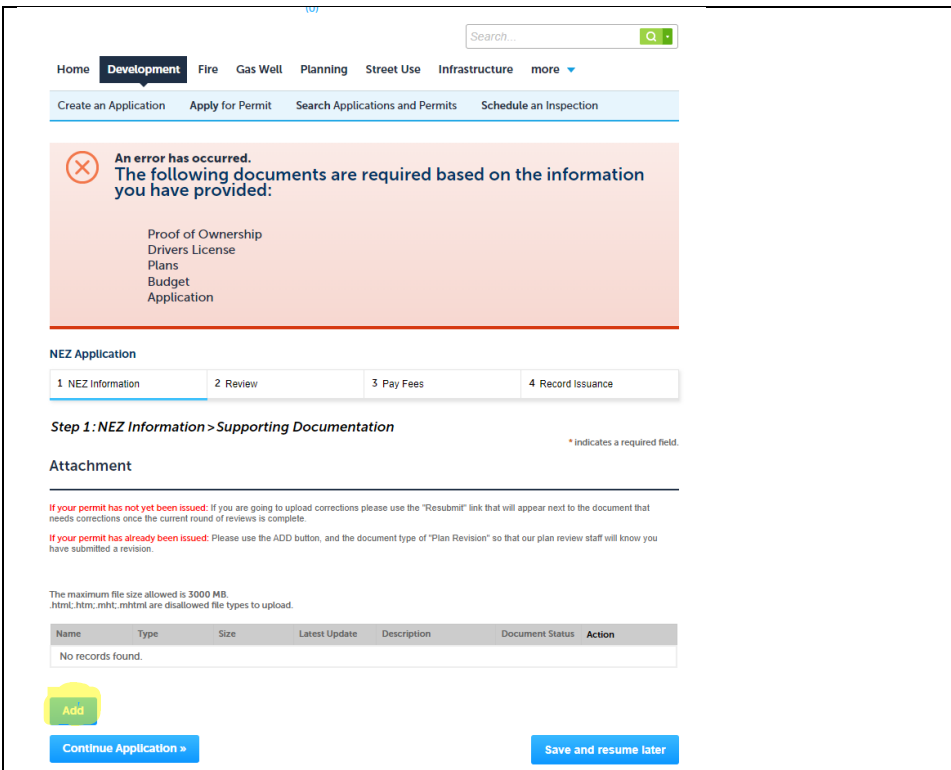 (0)
Search...
Home Development Fire Gas Well Planning Street Use Infrastructure more
Create an Application Apply for Permit Search Applications and Permits Schedule an Inspection
An error has occurred.
The following documents are required based on the information
you have provided:
Proof of Ownership
Drivers License
Plans
Budget
Application
NEZ Application
1 NEZ Information 2 Review 3 Pay Fees 4 Record Issuance
Step 1: NEZ Information > Supporting Documentation
* indicates a required field.
Attachment
If your permit has not yet been issued: If you are going to upload corrections please use the "Resubmit" link that will appear next to the document that
needs corrections once the current round of reviews is complete.
If your permit has already been issued: Please use the ADD button, and the document type of "Plan Revision" so that our plan review staff will know you
have submitted a revision.
The maximum file size allowed is 3000 MB.
.html;.htm;.mht;.mhtml are disallowed file types to upload.
Name Type Size Latest Update Description Document Status Action
No records found.
Add
Continue Application »
Save and resume later